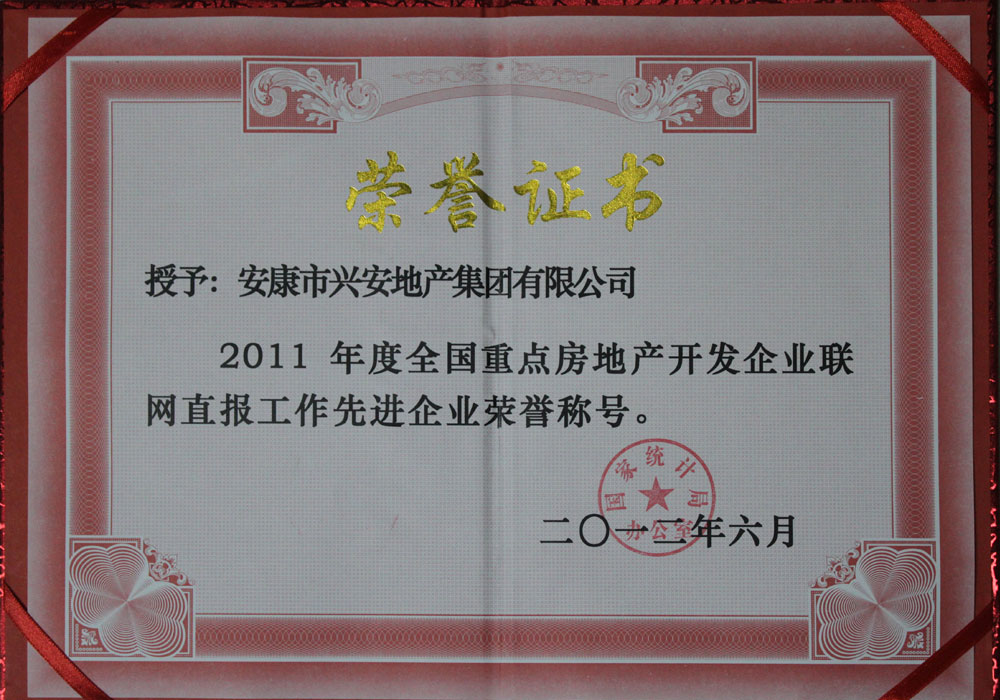 荣誉证书
授予：安康市兴安地产集团有限公司
2011 年度全国重点房地产开发企业联
网直报工作先进企业荣誉称号。
国家统计局
办公室
二〇一二年六月